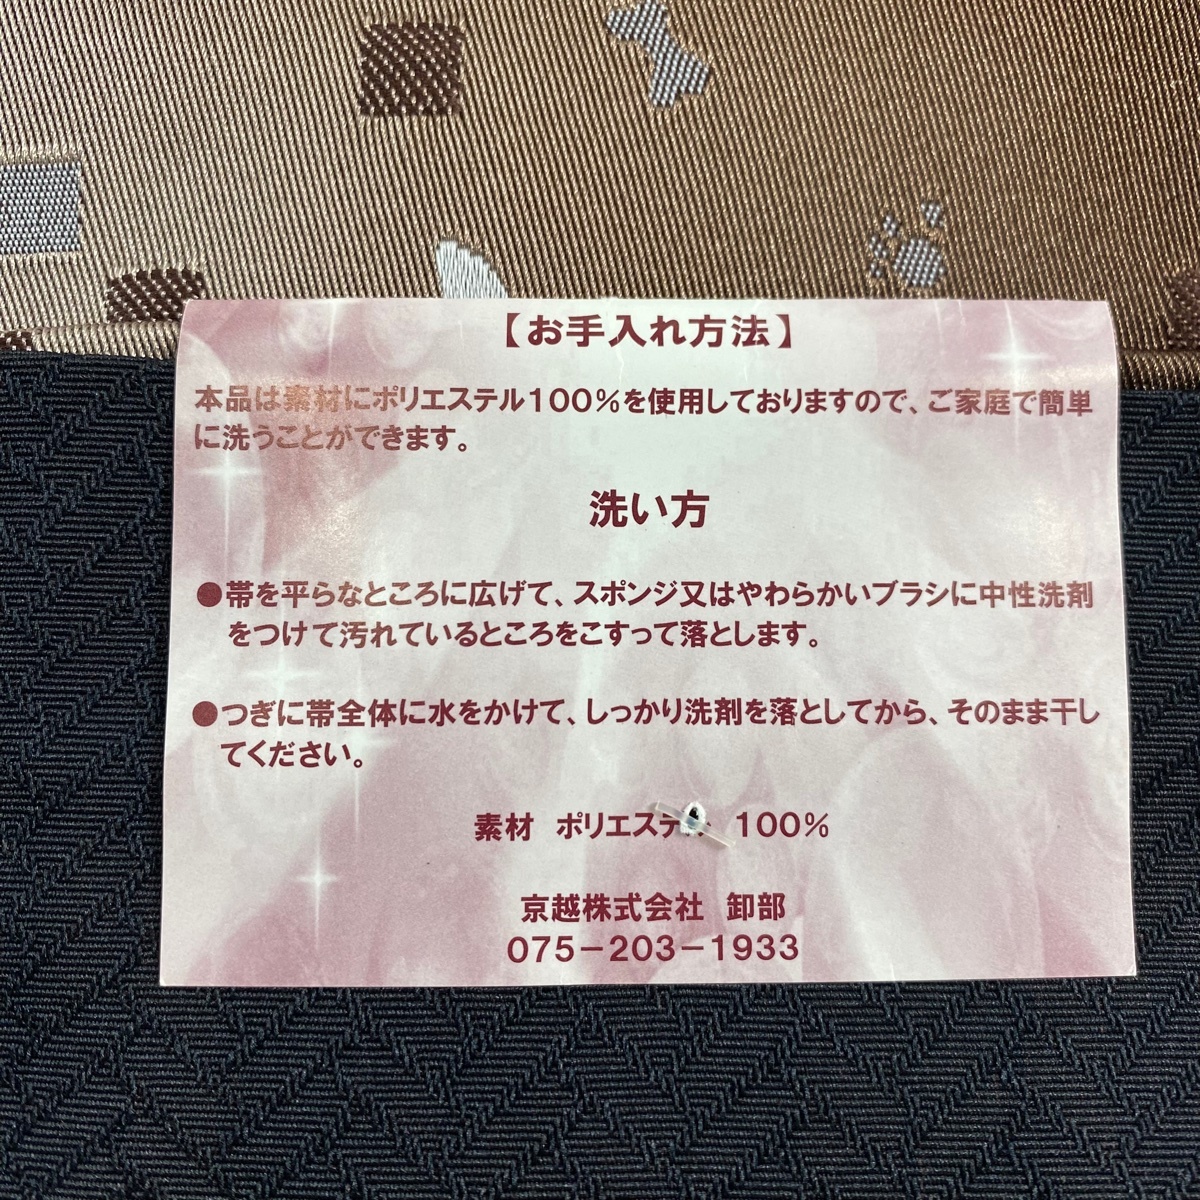 【お手入れ方法】
本品は素材にポリエステル100%を使用しておりますので、ご家庭で簡単
に洗うことができます。
洗い方
●帯を平らなところに広げて、スポンジ又はやわらかいブラシに中性洗剤
をつけて汚れているところをこすって落とします。
●つぎに帯全体に水をかけて、しっかり洗剤を落としてから、そのまま干し
てください。
素材 ポリエステル 100%
京越株式会社 卸部
075-203-1933